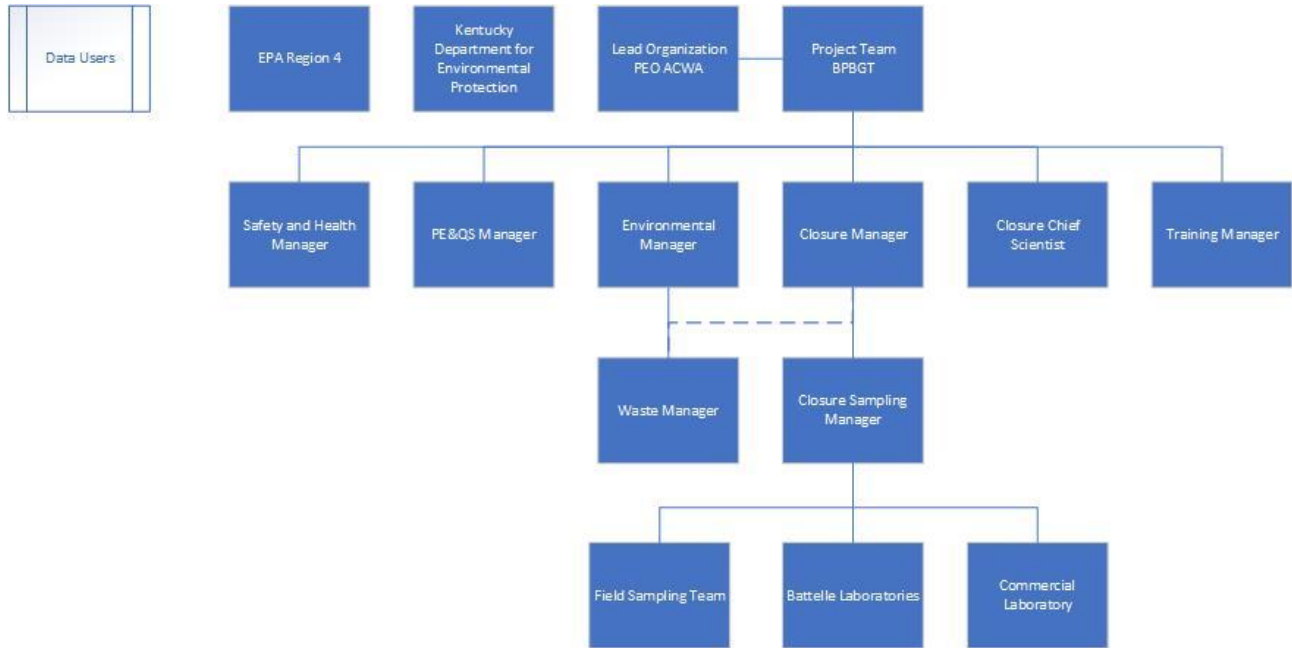 Data Users
EPA Region 4
Kentucky
Department for
Environmental
Protection
Lead Organization
PEO ACWA
Project Team
BPBGT
Safety and Health
Manager
PE&QS Manager
Environmental
Manager
Closure Manager
Closure Chief
Scientist
Training Manager
Waste Manager
Closure Sampling
Manager
Field Sampling Team
Battelle Laboratories
Commercial
Laboratory